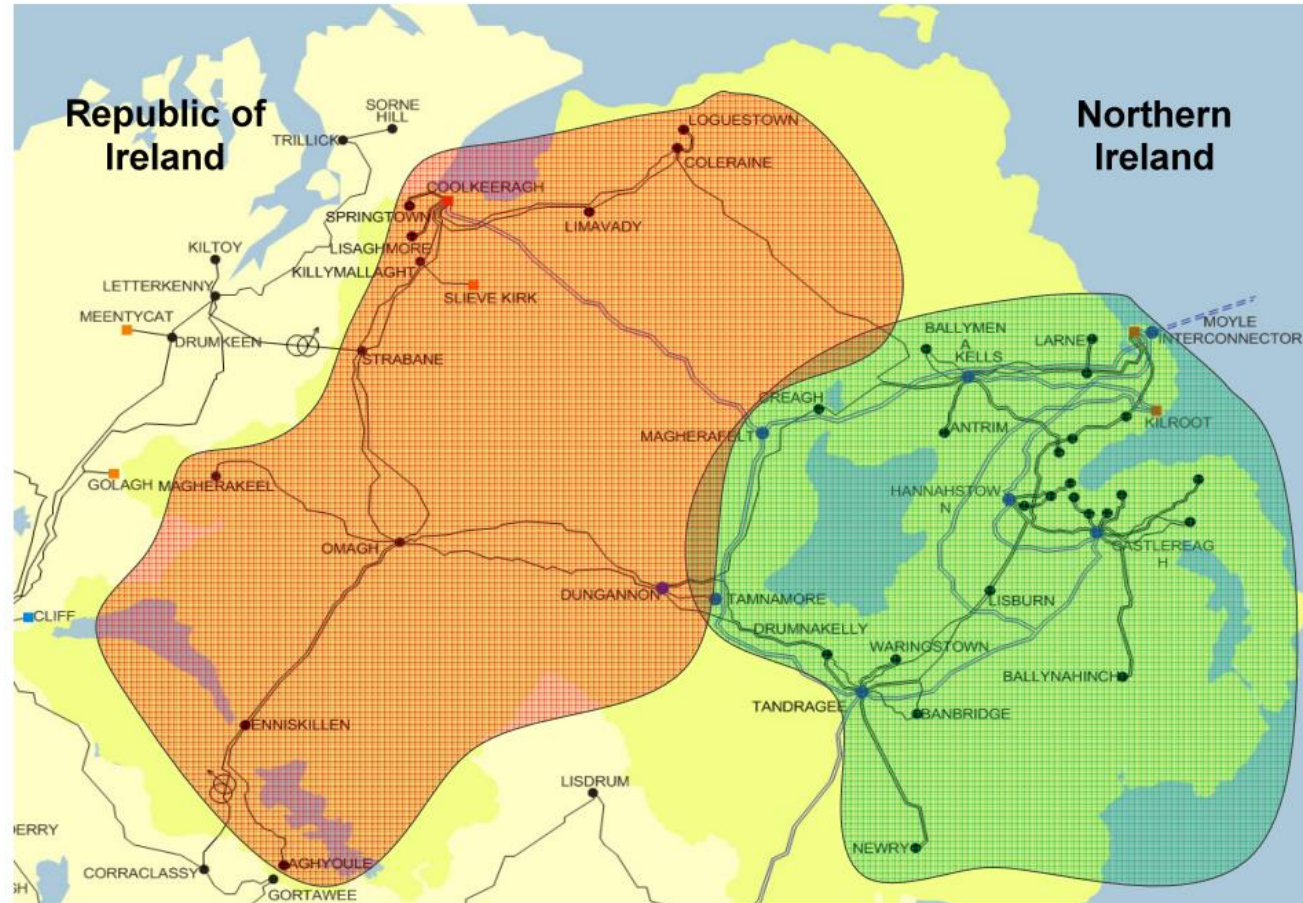 Republic of
Ireland
Northern
Ireland
SORNE
HILL
TRILLICK
LOGUESTOWN
COLERAINE
COOLKEERAGH
SPRINGTOWN
LIMAVADY
LISAGHMORE
KILTOY
KILLYMALLAGHT
LETTERKENNY
SLIEVE KIRK
MEENTYCAT
DRUMKEEN
STRABANE
BALLYMEN
A
KELLS
LARNE
MOYLE
INTERCONNECTOR
CREAGH
KILROOT
MAGHERAFELT
ANTRIM
GOLAGH
MAGHERAKEEL
HANNAHSTOW
N
OMAGH
CASTLEREAG
H
DUNGANNON
TAMNAMORE
LISBURN
CLIFF
DRUMNAKELLY
WARINGSTOWN
BALLYNAHINCH
TANDRAGEE
BANBRIDGE
ENNISKILLEN
LISDRUM
DERRY
NEWRY
AGHYOULE
CORRACLASSY
GORTAWEE
GH